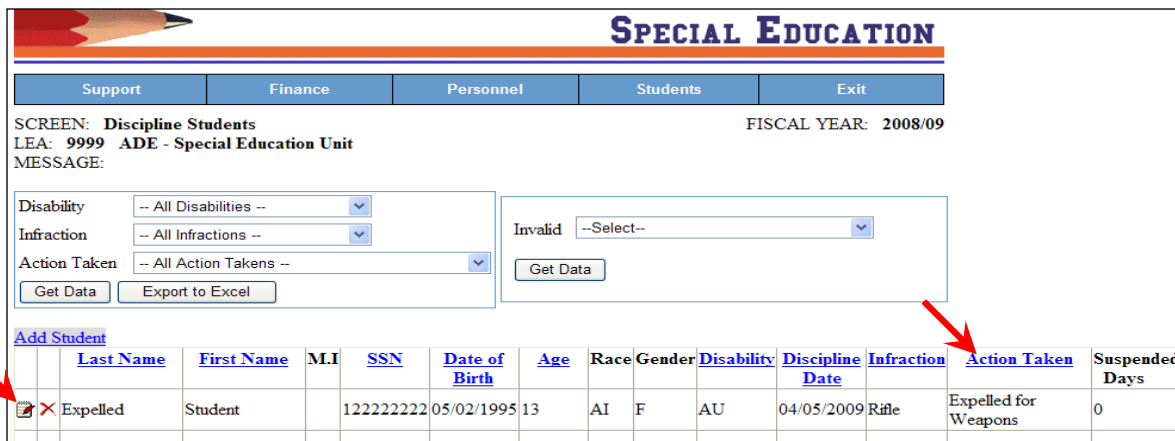 SPECIAL EDUCATION
Support Finance Personnel Students Exit
SCREEN: Discipline Students FISCAL YEAR: 2008/09
LEA: 9999 ADE - Special Education Unit
MESSAGE:
Disability -- All Disabilities --
Infraction -- All Infractions --
Action Taken -- All Action Takens --
Get Data Export to Excel
Invalid --Select--
Get Data
Add Student
Last Name First Name M.I SSN Date of Birth Age Race Gender Disability Discipline Date Infraction Action Taken Suspended Days
Expelled Student 122222222 05/02/1995 13 AI F AU 04/05/2009 Rifle Expelled for Weapons 0